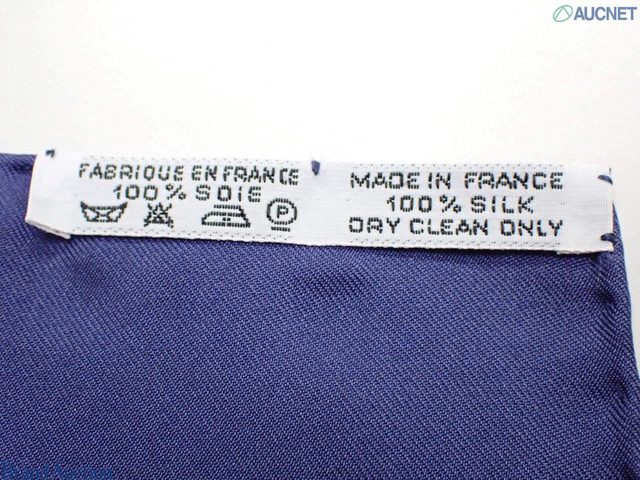 AUCNET
FABRIQUE EN FRANCE
100% SOIE
P
MADE IN FRANCE
100% SILK
DRY CLEAN ONLY